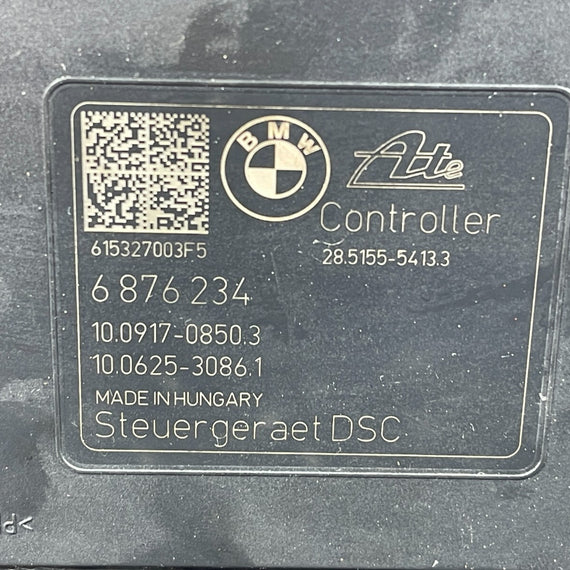 BMW
Ate
Controller
615327003F5
28.5155-5413.3
6 876 234
10.0917-0850.3
10.0625-3086.1
MADE IN HUNGARY
Steuergeraet DSC